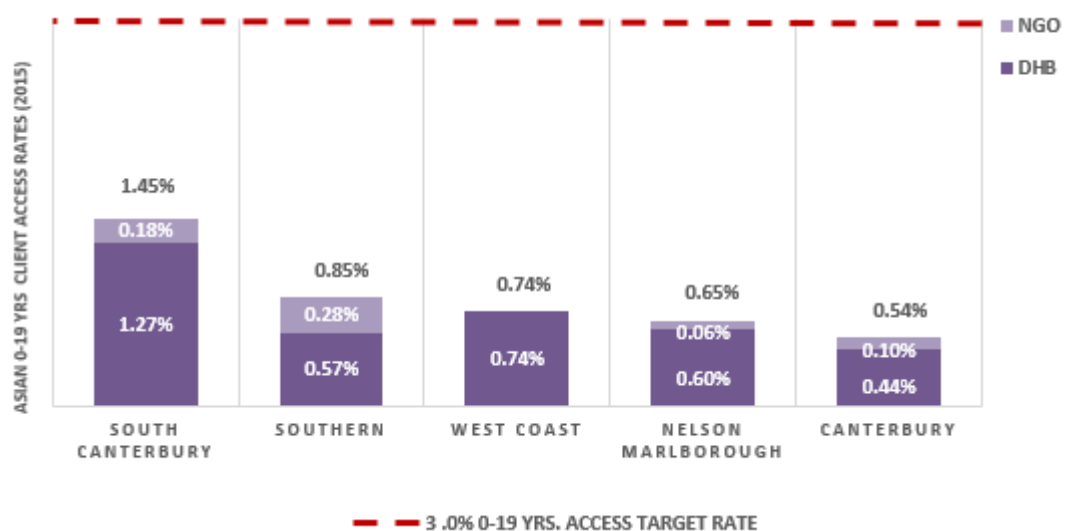 NGO
DHB
ASIAN 0-19 YRS CLIENT ACCESS RATES (2015)
1.45%
0.18%
1.27%
0.85%
0.28%
0.57%
0.74%
0.74%
0.65%
0.06%
0.60%
0.54%
0.10%
0.44%
SOUTH
CANTERBURY
SOUTHERN
WEST COAST
NELSON
MARLBOROUGH
CANTERBURY
3 .0% 0-19 YRS. ACCESS TARGET RATE